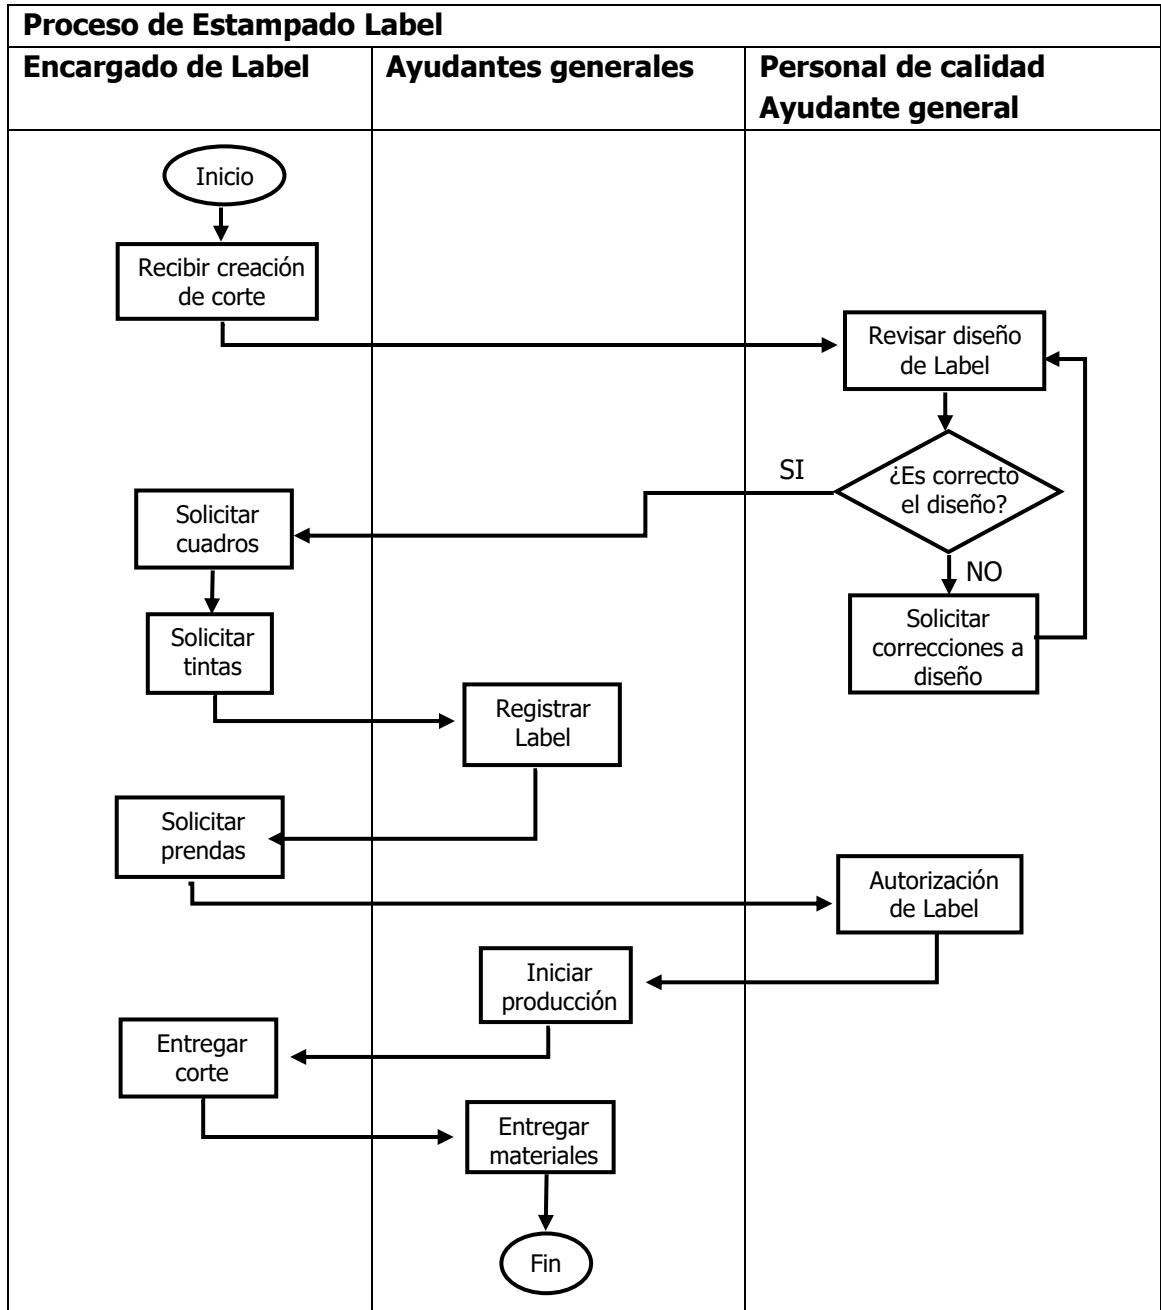 Proceso de Estampado Label
Encargado de Label
Ayudantes generales
Personal de calidad
Ayudante general
Inicio
Recibir creación
de corte
Revisar diseño
de Label
¿Es correcto
el diseño?
SI
NO
Solicitar
correcciones a
diseño
Solicitar
cuadros
Solicitar
tintas
Registrar
Label
Solicitar
prendas
Autorización
de Label
Iniciar
producción
Entregar
corte
Entregar
materiales
Fin